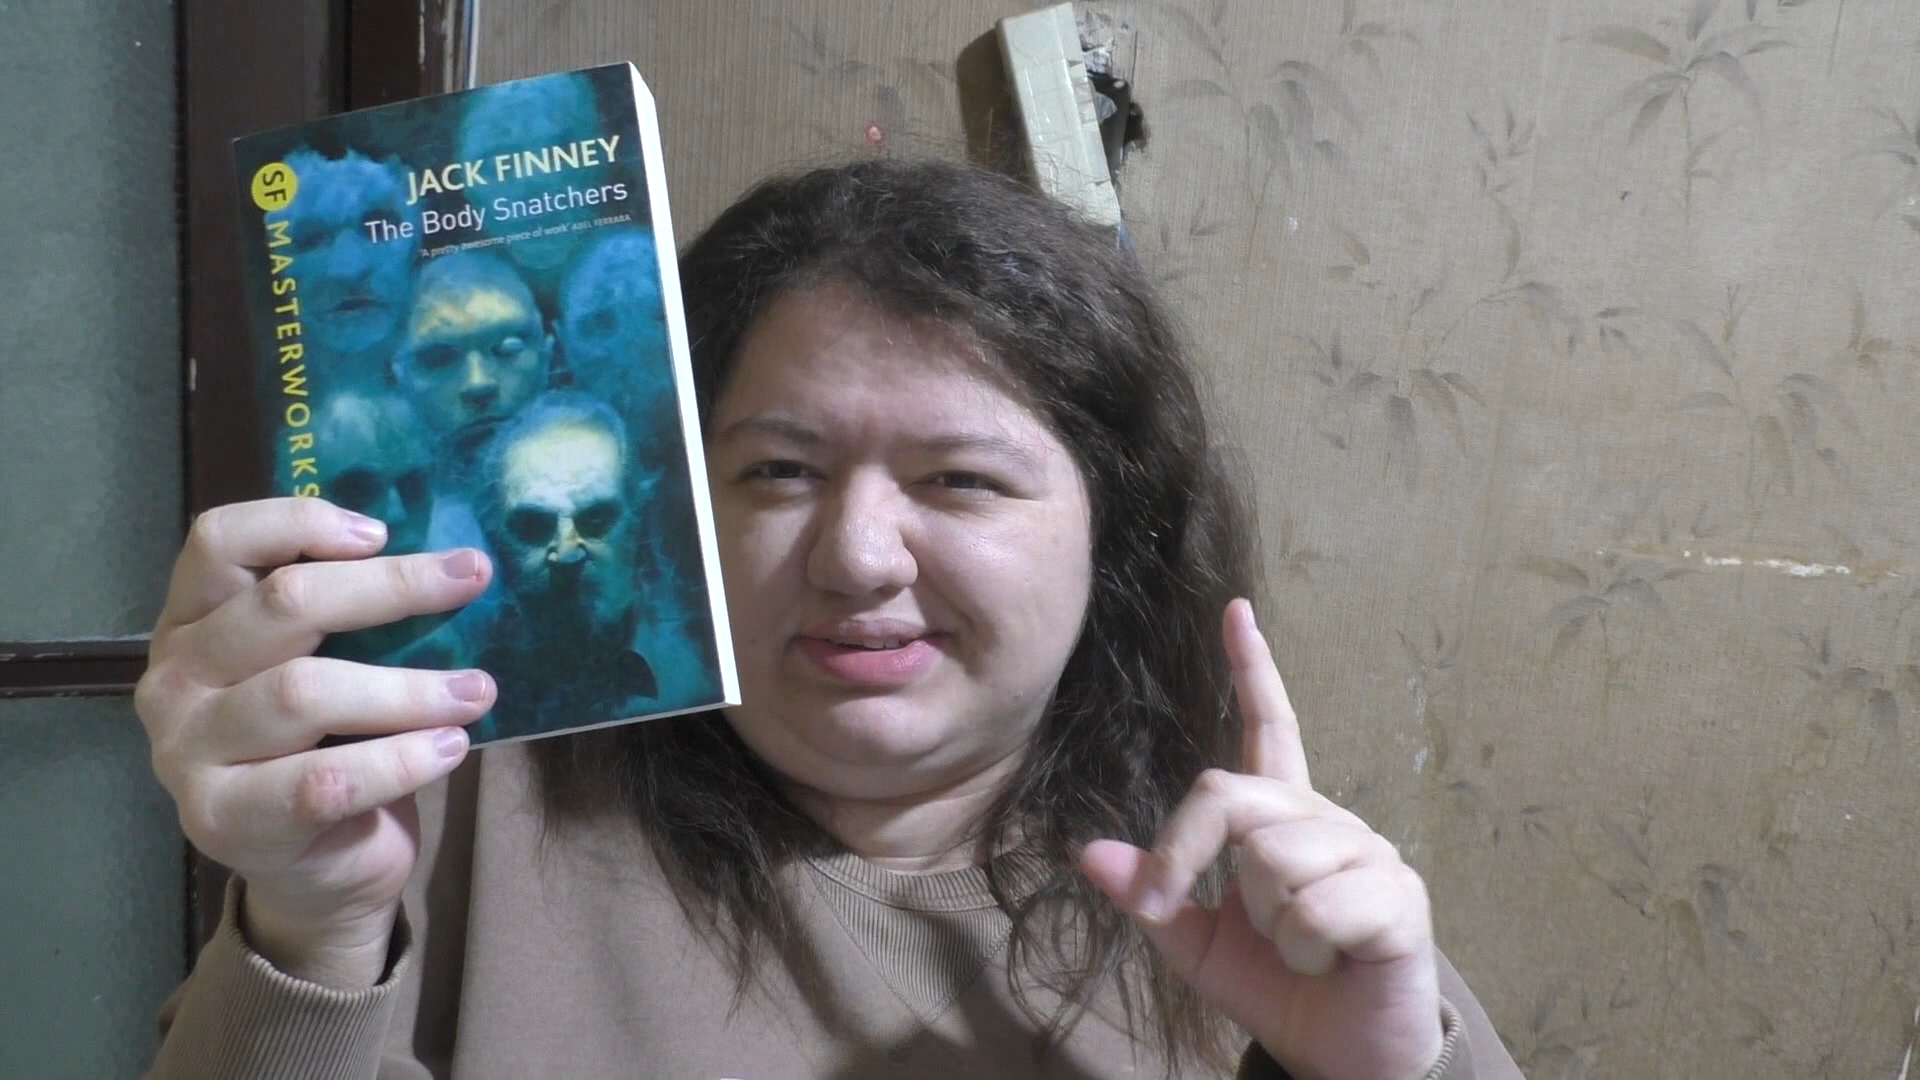 JACK FINNEY
The Body Snatchers
'A pretty awesome piece of work' ABEL FERRARA
SF MASTERWORKS